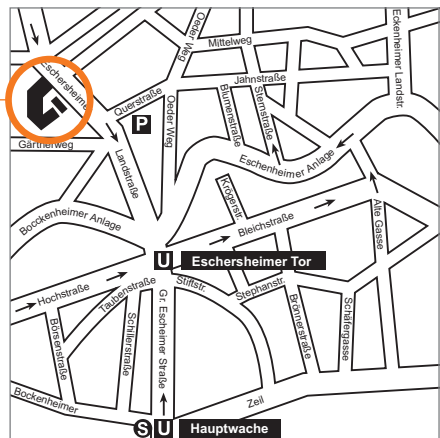 Oeder Weg
Mittelweg
Eckenheimer Landstr.
Eschersheimer
Jahnstraße
Querstraße
Blumenstraße
Sternstraße
P
Oeder Weg
Gärtnerweg
Landstraße
Eschenheimer Anlage
Krögerstr.
Bockenheimer Anlage
Bleichstraße
Alte Gasse
U Eschersheimer Tor
Hochstraße
Taubenstraße
Stiftstr.
Stephanstr.
Börsenstraße
Schillerstraße
Gr. Escheimer Straße
Brönnerstraße
Schäfergasse
Bockenheimer
Zeil
S U Hauptwache